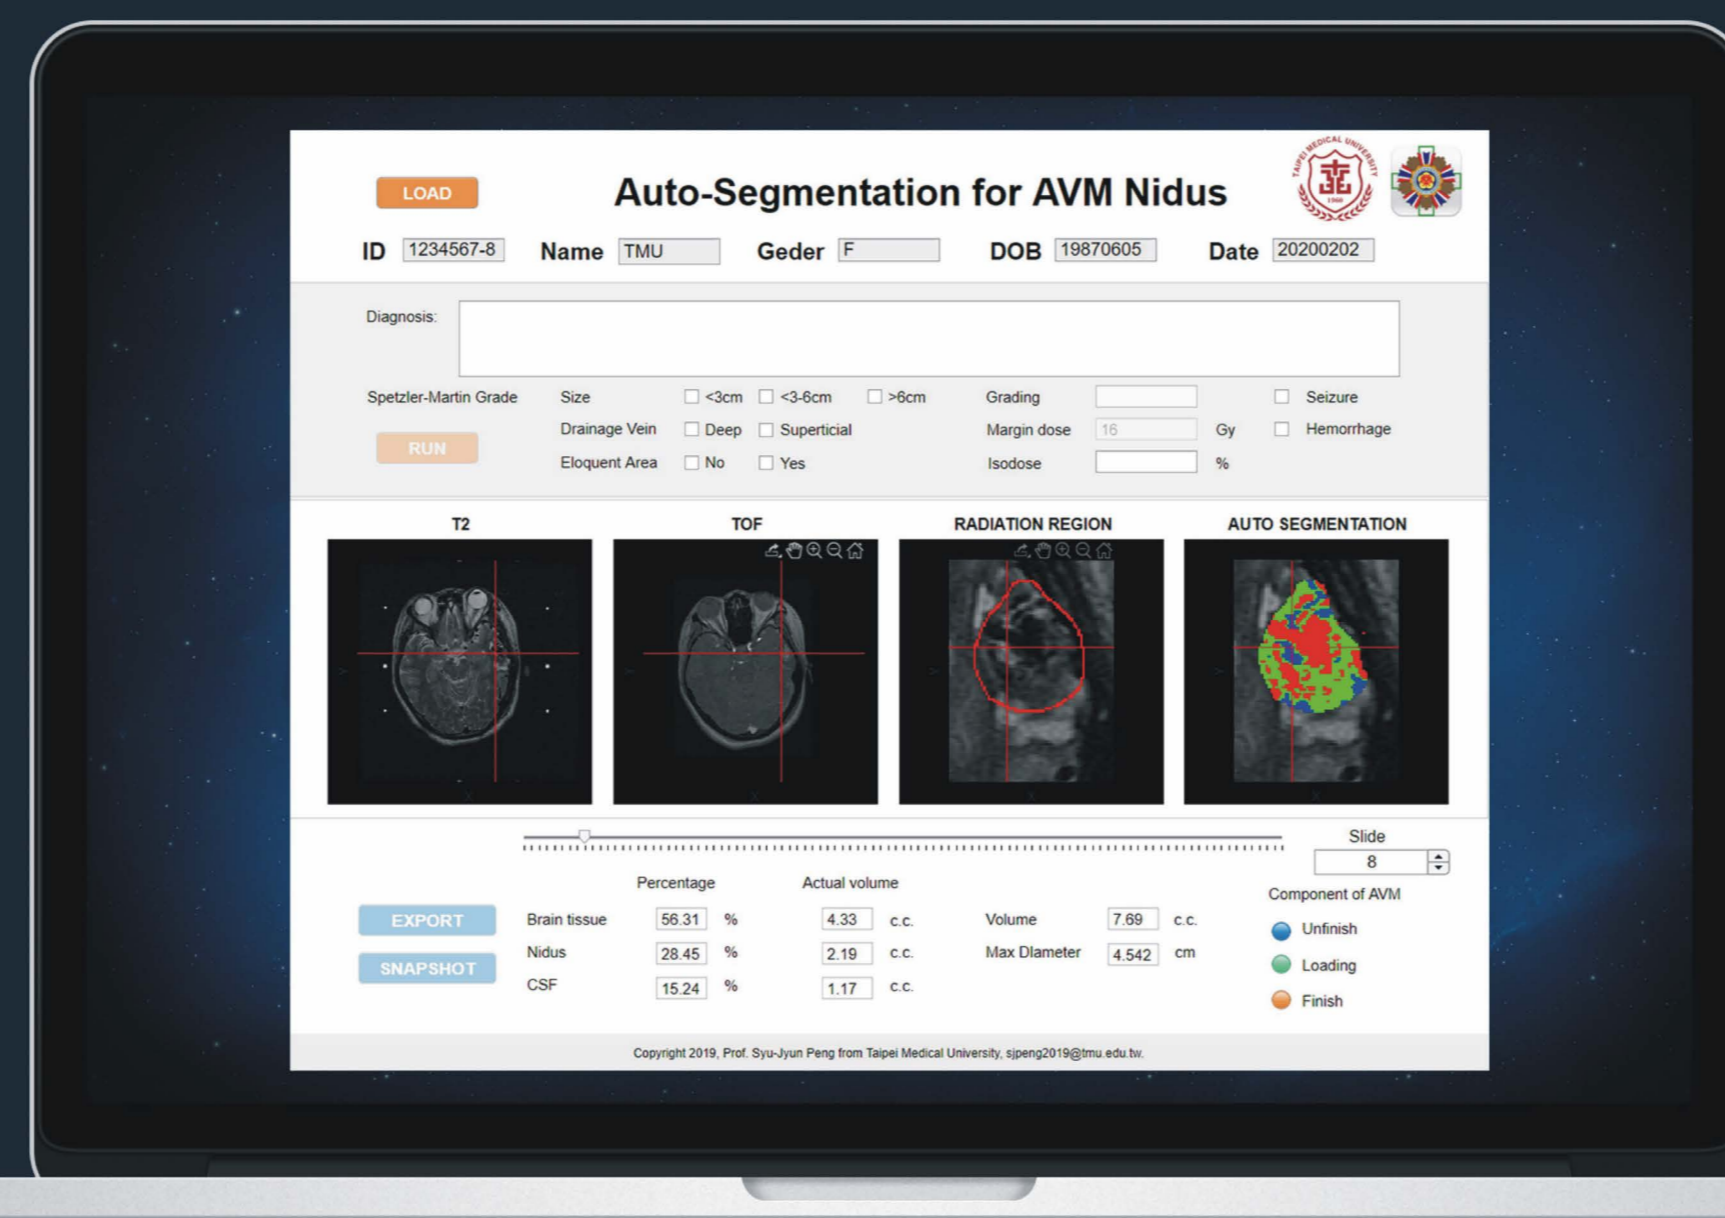 TAIPEI MEDICAL UNIVERSITY
1960
LOAD
Auto-Segmentation for AVM Nidus
ID 1234567-8 Name TMU Geder F DOB 19870605 Date 20200202
Diagnosis:
Spetzler-Martin Grade Size <3cm <3-6cm >6cm Grading Seizure
Drainage Vein Deep Superticial Margin dose 16 Gy Hemorrhage
RUN
Eloquent Area No Yes Isodose %
T2 TOF RADIATION REGION AUTO SEGMENTATION
Y Y Y Y
X X X X
Slide
8
Percentage Actual volume
Component of AVM
EXPORT Brain tissue 56.31 % 4.33 c.c. Volume 7.69 c.c. Unfinish
Nidus 28.45 % 2.19 c.c. Max DIameter 4.542 cm
SNAPSHOT Loading
CSF 15.24 % 1.17 c.c. Finish
Copyright 2019, Prof. Syu-Jyun Peng from Taipei Medical University, sjpeng2019@tmu.edu.tw.